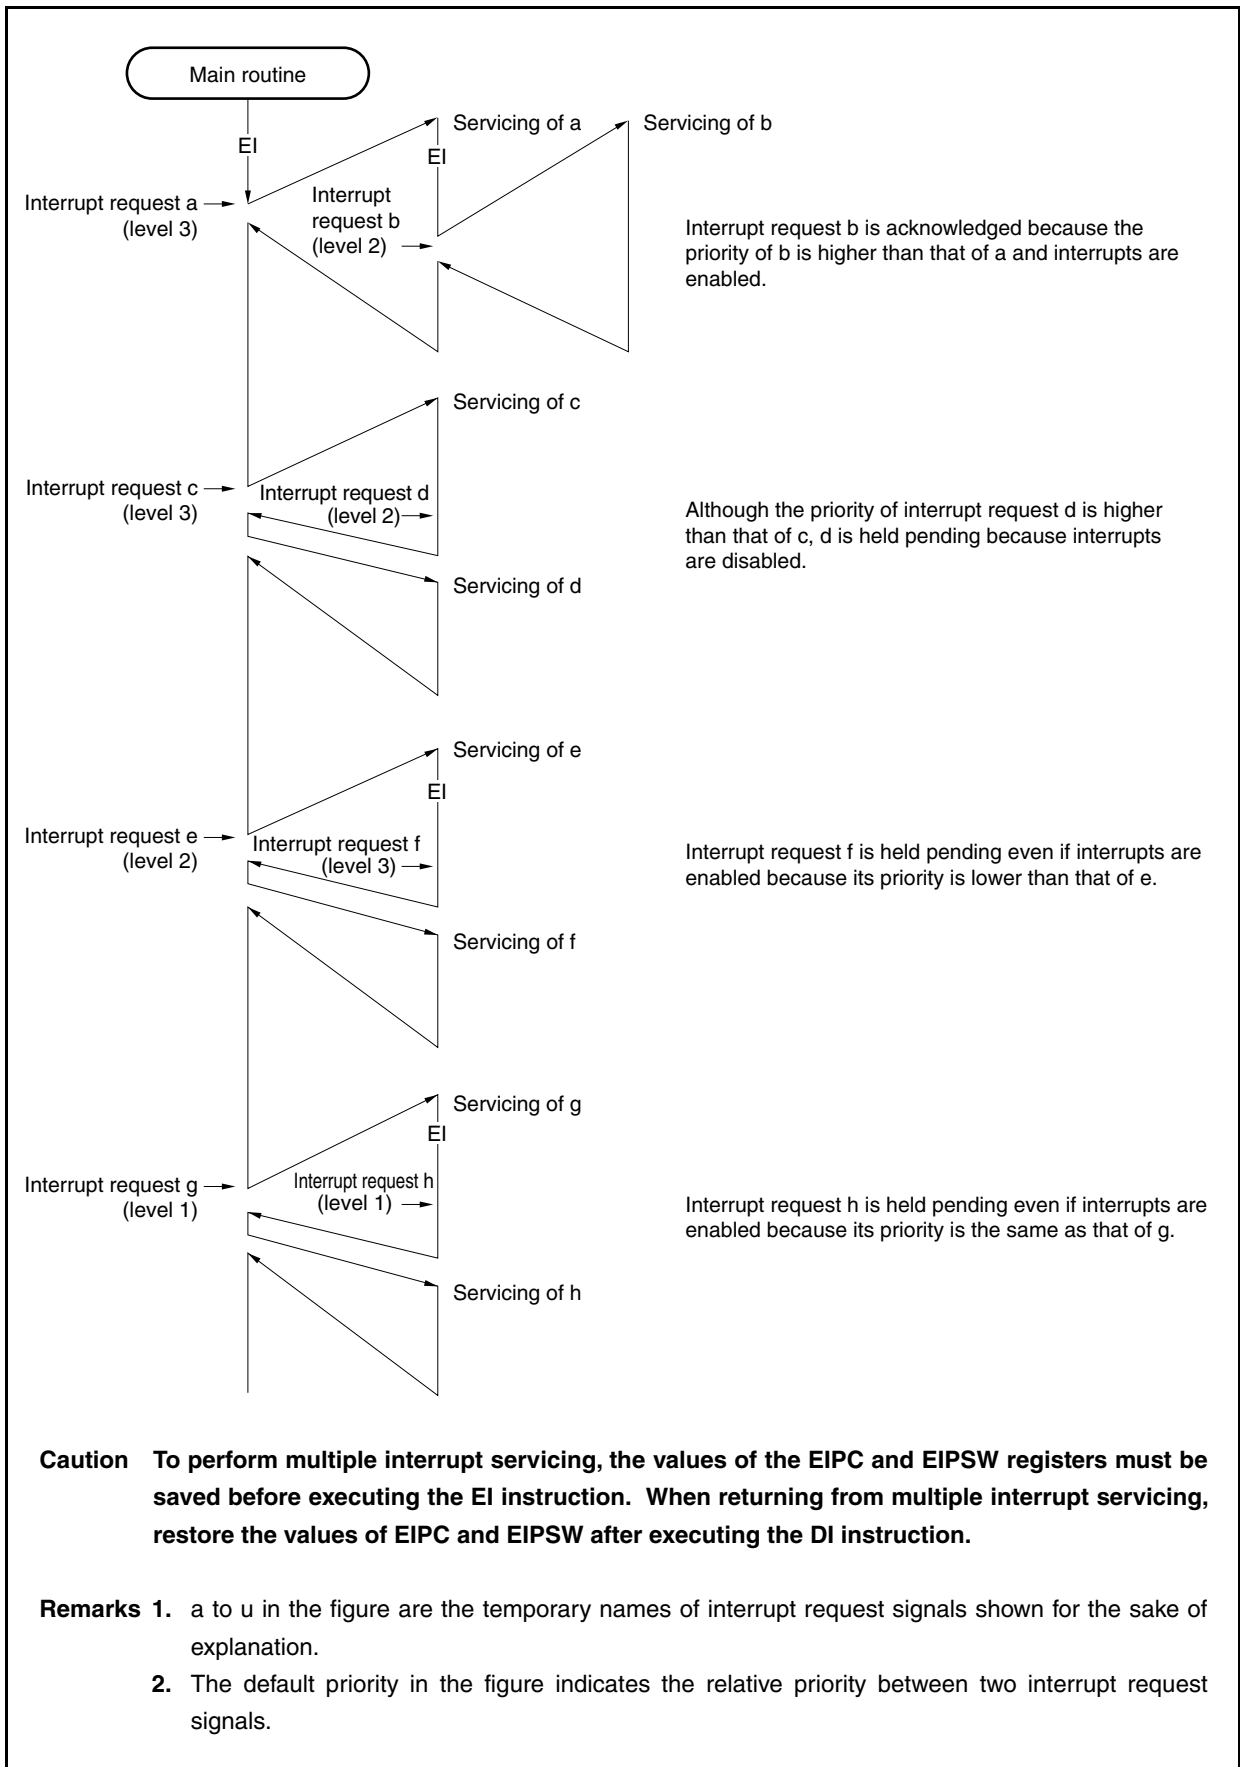 Main routine
EI
Servicing of a
Servicing of b
EI
Interrupt request a
(level 3)
Interrupt
request b
(level 2)
Interrupt request b is acknowledged because the
priority of b is higher than that of a and interrupts are
enabled.
Servicing of c
Interrupt request c
(level 3)
Interrupt request d
(level 2)
Although the priority of interrupt request d is higher
than that of c, d is held pending because interrupts
are disabled.
Servicing of d
Servicing of e
EI
Interrupt request e
(level 2)
Interrupt request f
(level 3)
Interrupt request f is held pending even if interrupts are
enabled because its priority is lower than that of e.
Servicing of f
Servicing of g
EI
Interrupt request g
(level 1)
Interrupt request h
(level 1)
Interrupt request h is held pending even if interrupts are
enabled because its priority is the same as that of g.
Servicing of h
Caution To perform multiple interrupt servicing, the values of the EIPC and EIPSW registers must be
saved before executing the EI instruction. When returning from multiple interrupt servicing,
restore the values of EIPC and EIPSW after executing the DI instruction.
Remarks 1. a to u in the figure are the temporary names of interrupt request signals shown for the sake of
explanation.
2. The default priority in the figure indicates the relative priority between two interrupt request
signals.